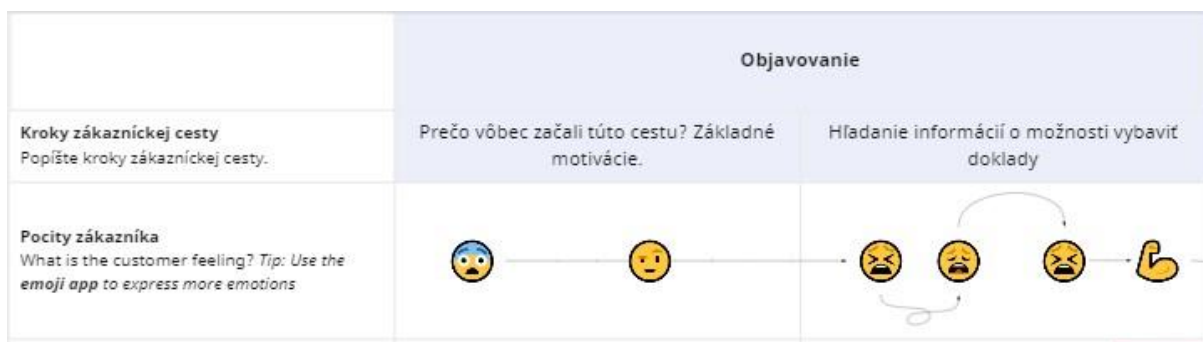 Objavovanie
Kroky zákazníckej cesty
Popíšte kroky zákazníckej cesty.
Prečo vôbec začali túto cestu? Základné
motivácie.
Hľadanie informácií o možnosti vybaviť
doklady
Pocity zákazníka
What is the customer feeling? Tip: Use the
emoji app to express more emotions